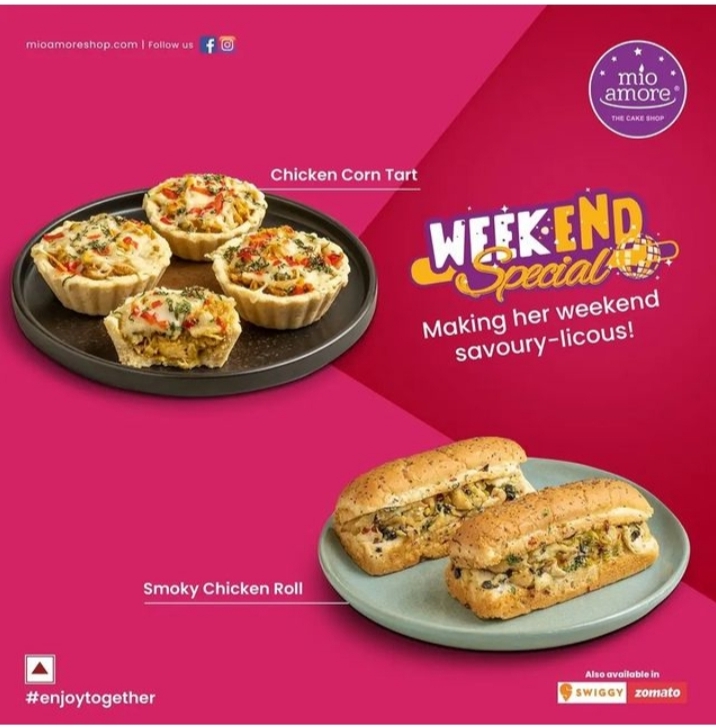 mioamoreshop.com | Follow us
mio
amore
THE CAKE SHOP
Chicken Corn Tart
WEEKEND
Special
Making her weekend
savoury-licous!
Smoky Chicken Roll
#enjoytogether
Also available in
SWIGGY zomato